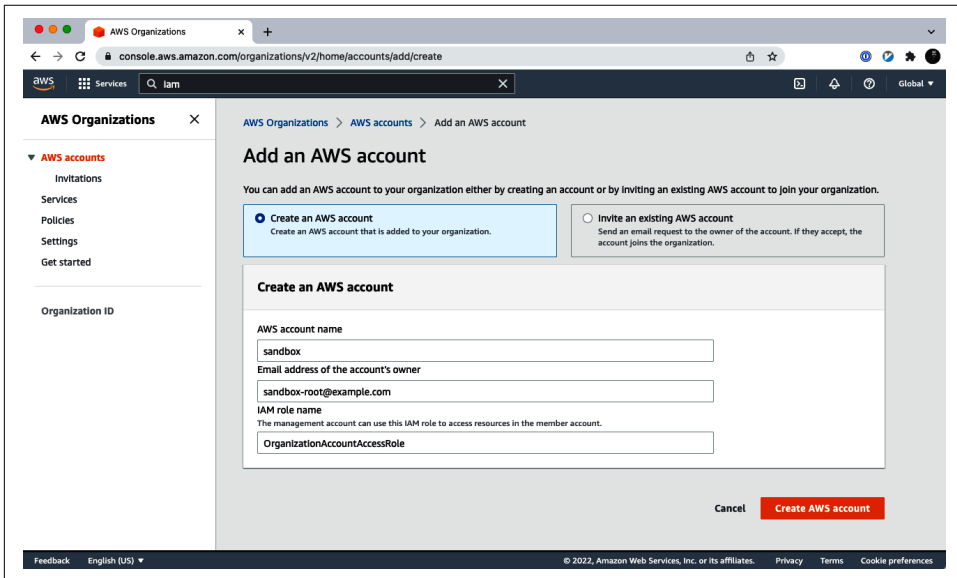 AWS Organizations
console.aws.amazon.com/organizations/v2/home/accounts/add/create
aws
Services
iam
Global
AWS Organizations
AWS accounts
Invitations
Services
Policies
Settings
Get started
Organization ID
AWS Organizations > AWS accounts > Add an AWS account
Add an AWS account
You can add an AWS account to your organization either by creating an account or by inviting an existing AWS account to join your organization.
Create an AWS account
Create an AWS account that is added to your organization.
Invite an existing AWS account
Send an email request to the owner of the account. If they accept, the
account joins the organization.
Create an AWS account
AWS account name
sandbox
Email address of the account's owner
sandbox-root@example.com
IAM role name
The management account can use this IAM role to access resources in the member account.
OrganizationAccountAccessRole
Cancel
Create AWS account
Feedback
English (US)
© 2022, Amazon Web Services, Inc. or its affiliates.
Privacy
Terms
Cookie preferences